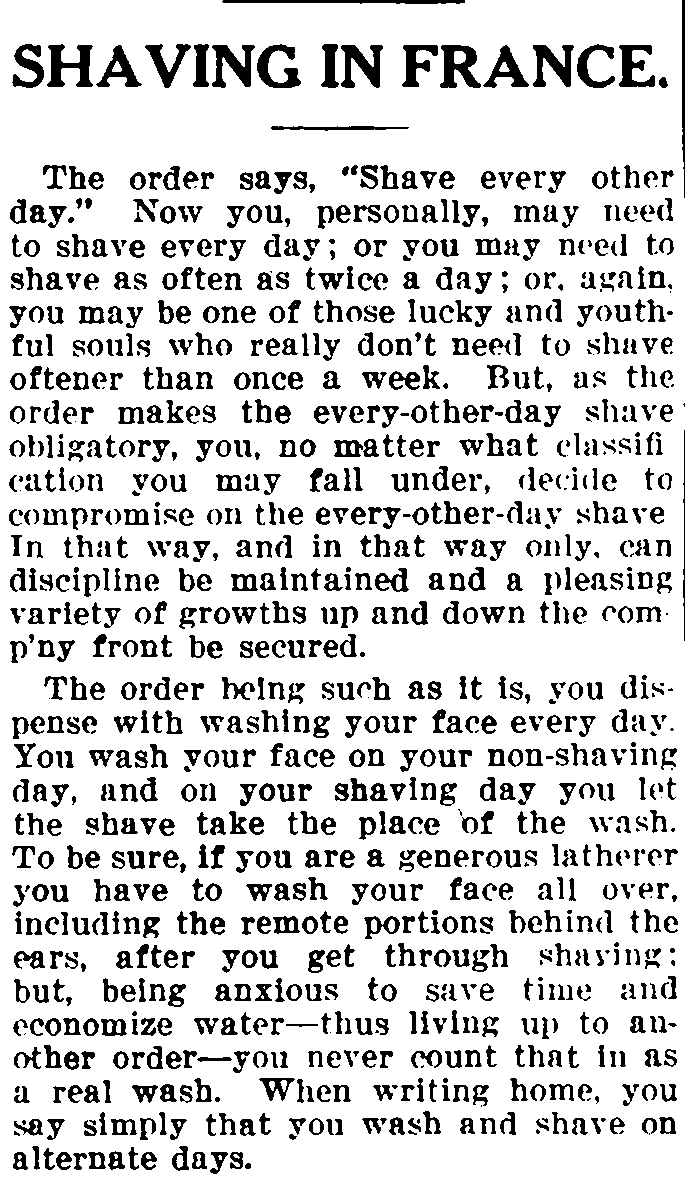 SHAVING IN FRANCE.
The order says, "Shave every other
day." Now you, personally, may need
to shave every day; or you may need to
shave as often as twice a day; or, again,
you may be one of those lucky and youth-
ful souls who really don't need to shave
oftener than once a week. But, as the
order makes the every-other-day shave
obligatory, you, no matter what classifi
cation you may fall under, decide to
compromise on the every-other-day shave
In that way, and in that way only, can
discipline be maintained and a pleasing
variety of growths up and down the com-
p'ny front be secured.
The order being such as it is, you dis-
pense with washing your face every day.
You wash your face on your non-shaving
day, and on your shaving day you let
the shave take the place of the wash.
To be sure, if you are a generous latherer
you have to wash your face all over,
including the remote portions behind the
ears, after you get through shaving;
but, being anxious to save time and
economize water—thus living up to an-
other order—you never count that in as
a real wash. When writing home, you
say simply that you wash and shave on
alternate days.